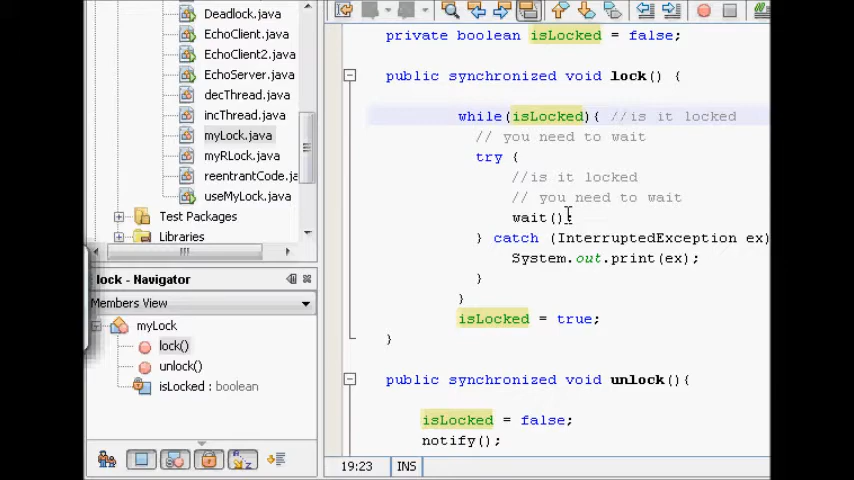 Deadlock.java
EchoClient.java
EchoClient2.java
EchoServer.java
decThread.java
incThread.java
myLock.java
myRLock.java
reentrantCode.ja
useMyLock.java
Test Packages
Libraries
lock - Navigator
Members View
myLock
lock()
unlock()
isLocked : boolean
private boolean isLocked = false;
public synchronized void lock() {
while(isLocked){ //is it locked
// you need to wait
try {
//is it locked
// you need to wait
wait();
} catch (InterruptedException ex)
System.out.print(ex);
}
}
isLocked = true;
}
public synchronized void unlock(){
isLocked = false;
notify();
19:23 INS